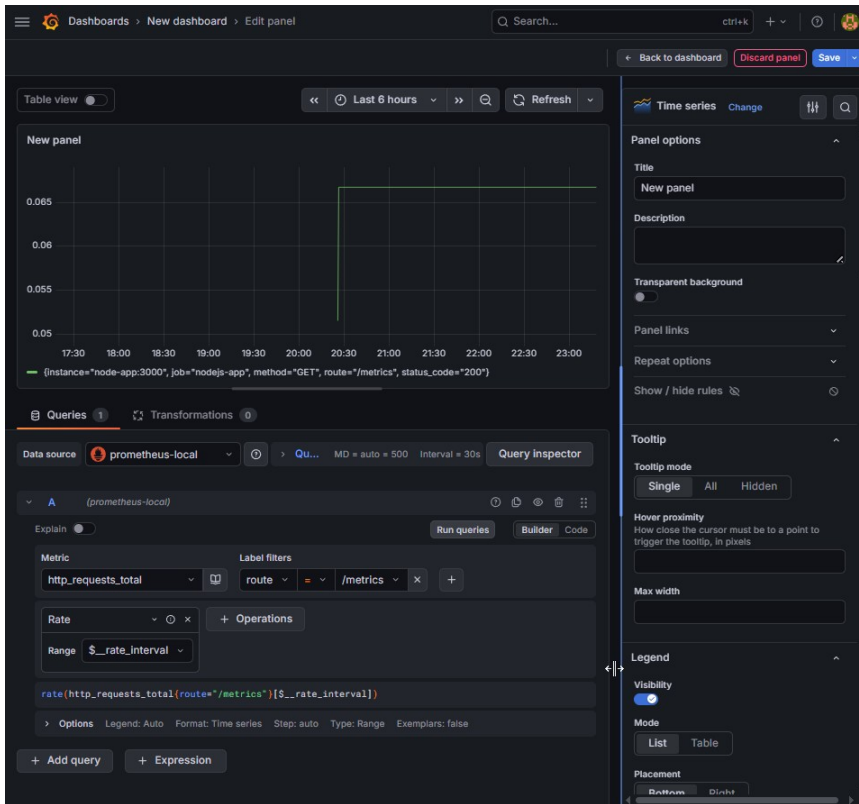 Dashboards › New dashboard › Edit panel
Search...
ctrl+k
Back to dashboard
Discard panel
Save
Table view
Last 6 hours
Refresh
New panel
0.065
0.06
0.055
0.05
17:30 18:00 18:30 19:00 19:30 20:00 20:30 21:00 21:30 22:00 22:30 23:00
{instance="node-app:3000", job="nodejs-app", method="GET", route="/metrics", status_code="200"}
Queries 1
Transformations 0
Data source
prometheus-local
Qu...
MD = auto = 500
Interval = 30s
Query inspector
A
(prometheus-local)
Explain
Run queries
Builder
Code
Metric
Label filters
http_requests_total
route
=
/metrics
Rate
+ Operations
Range
$__rate_interval
rate(http_requests_total{route="/metrics"}[$__rate_interval])
Options Legend: Auto Format: Time series Step: auto Type: Range Exemplars: false
+ Add query
+ Expression
Time series
Change
Panel options
Title
New panel
Description
Transparent background
Panel links
Repeat options
Show / hide rules
Tooltip
Tooltip mode
Single
All
Hidden
Hover proximity
How close the cursor must be to a point to
trigger the tooltip, in pixels
Max width
Legend
Visibility
Mode
List
Table
Placement
Bottom
Right